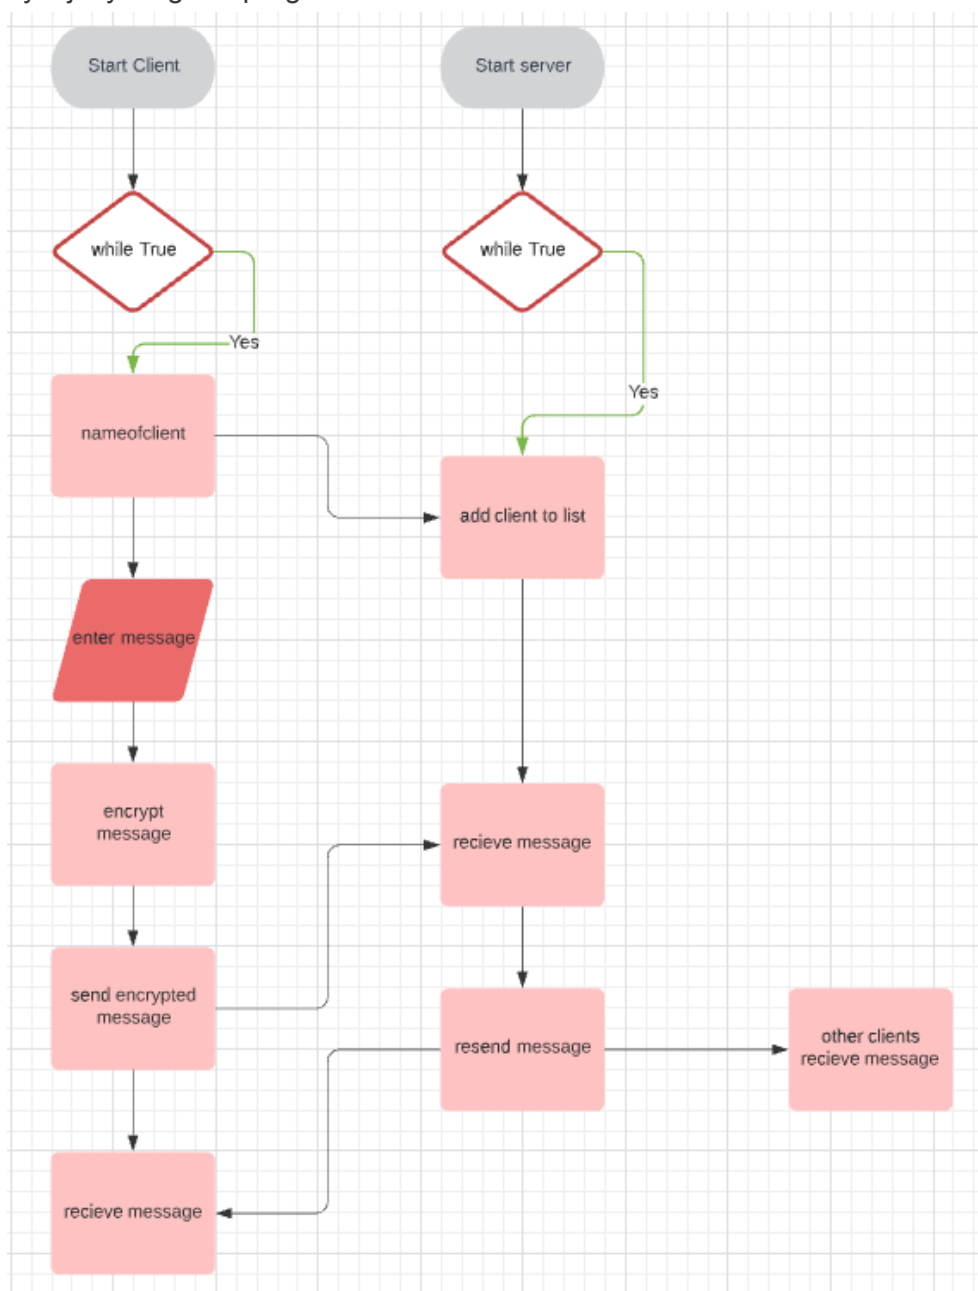 Start Client
Start server
while True
while True
Yes
Yes
nameofclient
add client to list
enter message
encrypt
message
recieve message
send encrypted
message
resend message
other clients
recieve message
recieve message